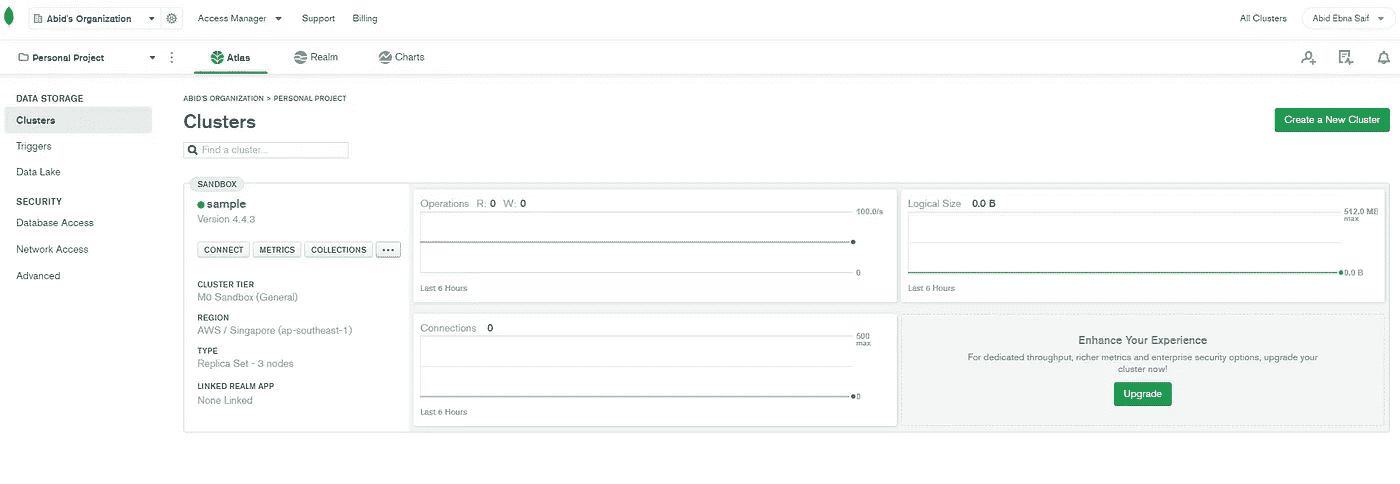 Abid's Organization
Access Manager
Support
Billing
All Clusters
Abid Ebna Saif
Personal Project
Atlas
Realm
Charts
DATA STORAGE
Clusters
Triggers
Data Lake
SECURITY
Database Access
Network Access
Advanced
ABID'S ORGANIZATION > PERSONAL PROJECT
Clusters
Create a New Cluster
Find a cluster...
SANDBOX
sample
Version 4.4.3
CONNECT
METRICS
COLLECTIONS
...
CLUSTER TIER
M0 Sandbox (General)
REGION
AWS / Singapore (ap-southeast-1)
TYPE
Replica Set - 3 nodes
LINKED REALM APP
None Linked
Operations R: 0 W: 0
100.0/s
0
Last 6 Hours
Logical Size 0.0 B
512.0 MB
max
0.0 B
Last 6 Hours
Connections 0
500
max
0
Last 6 Hours
Enhance Your Experience
For dedicated throughput, richer metrics and enterprise security options, upgrade your
cluster now!
Upgrade